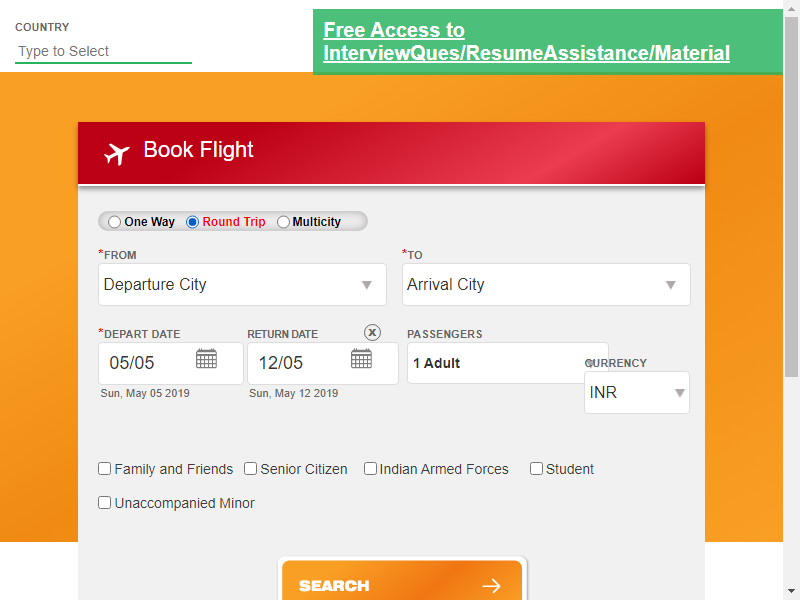 COUNTRY
Type to Select
Free Access to
InterviewQues/ResumeAssistance/Material
Book Flight
One Way Round Trip Multicity
*FROM *TO
Departure City Arrival City
*DEPART DATE RETURN DATE X PASSENGERS
05/05 12/05 1 Adult
CURRENCY
INR
Sun, May 05 2019 Sun, May 12 2019
Family and Friends Senior Citizen Indian Armed Forces Student
Unaccompanied Minor
SEARCH